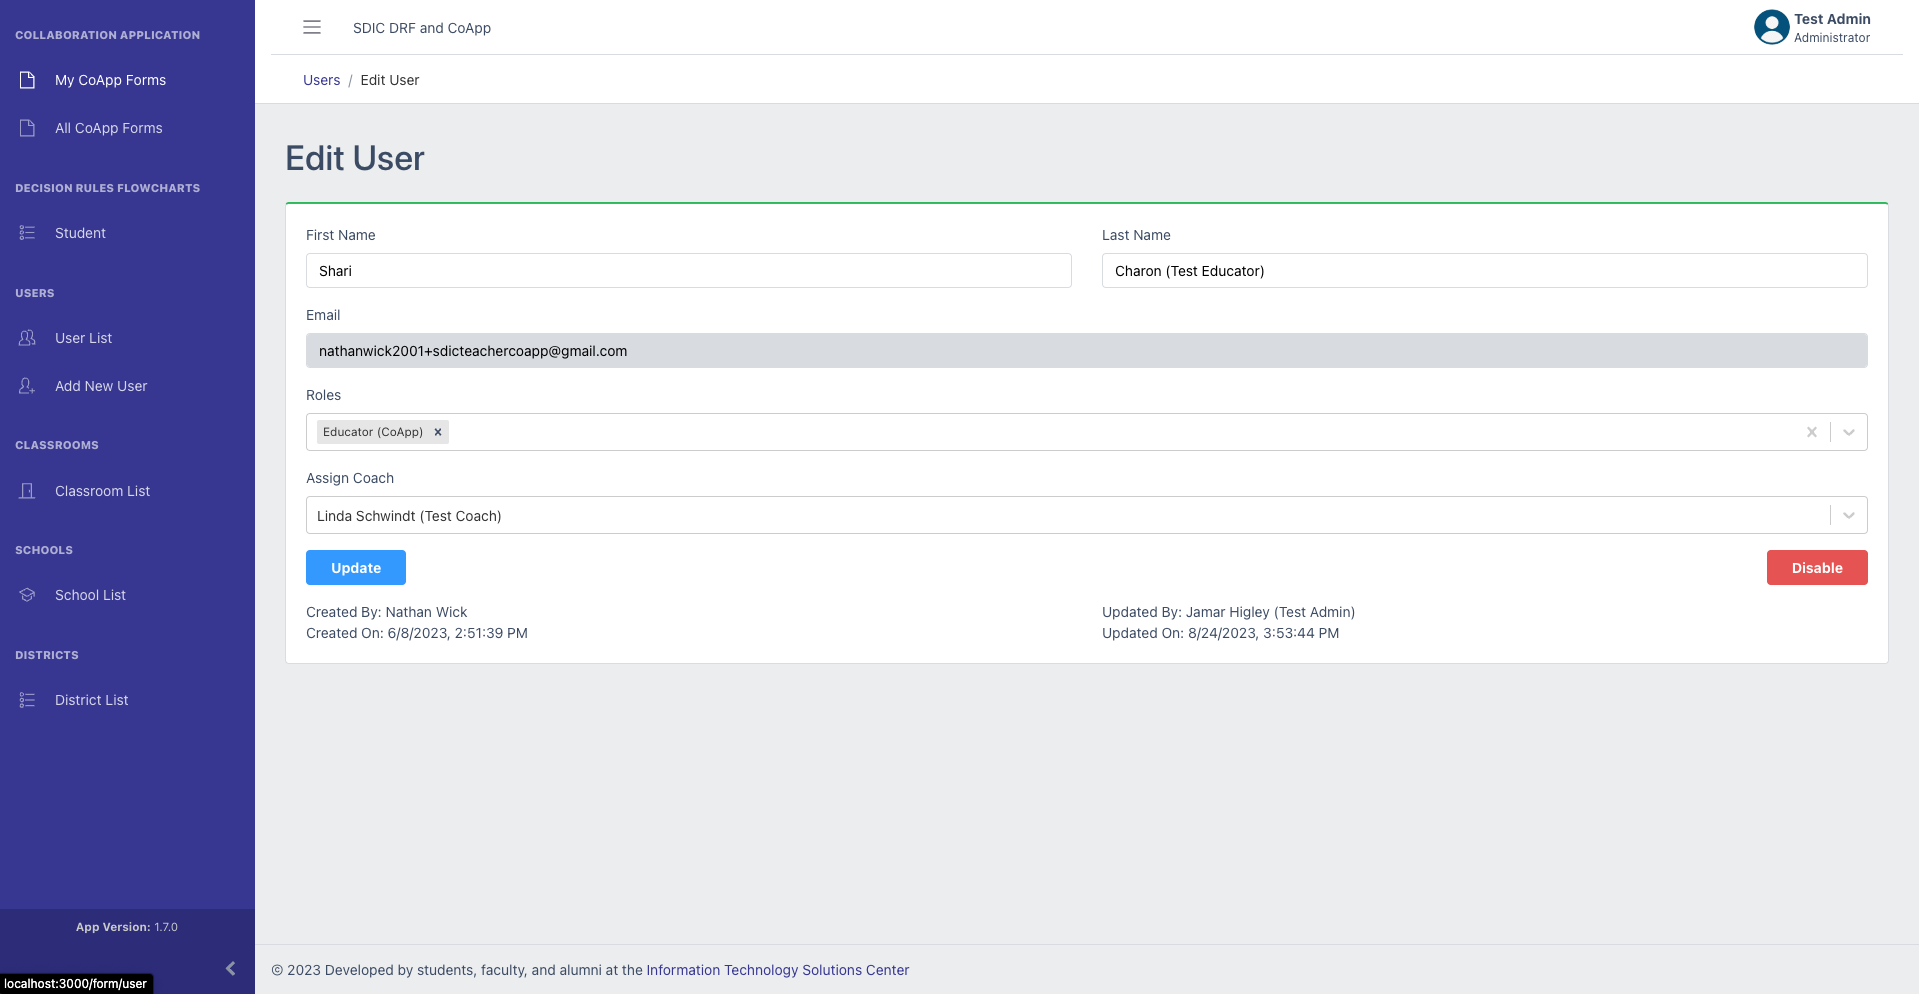 COLLABORATION APPLICATION
My CoApp Forms
All CoApp Forms
DECISION RULES FLOWCHARTS
Student
USERS
User List
Add New User
CLASSROOMS
Classroom List
SCHOOLS
School List
DISTRICTS
District List
App Version: 1.7.0
localhost:3000/form/user
SDIC DRF and CoApp
Test Admin
Administrator
Users / Edit User
Edit User
First Name
Shari
Last Name
Charon (Test Educator)
Email
nathanwick2001+sdicteachercoapp@gmail.com
Roles
Educator (CoApp)
Assign Coach
Linda Schwindt (Test Coach)
Update
Disable
Created By: Nathan Wick
Created On: 6/8/2023, 2:51:39 PM
Updated By: Jamar Higley (Test Admin)
Updated On: 8/24/2023, 3:53:44 PM
© 2023 Developed by students, faculty, and alumni at the Information Technology Solutions Center